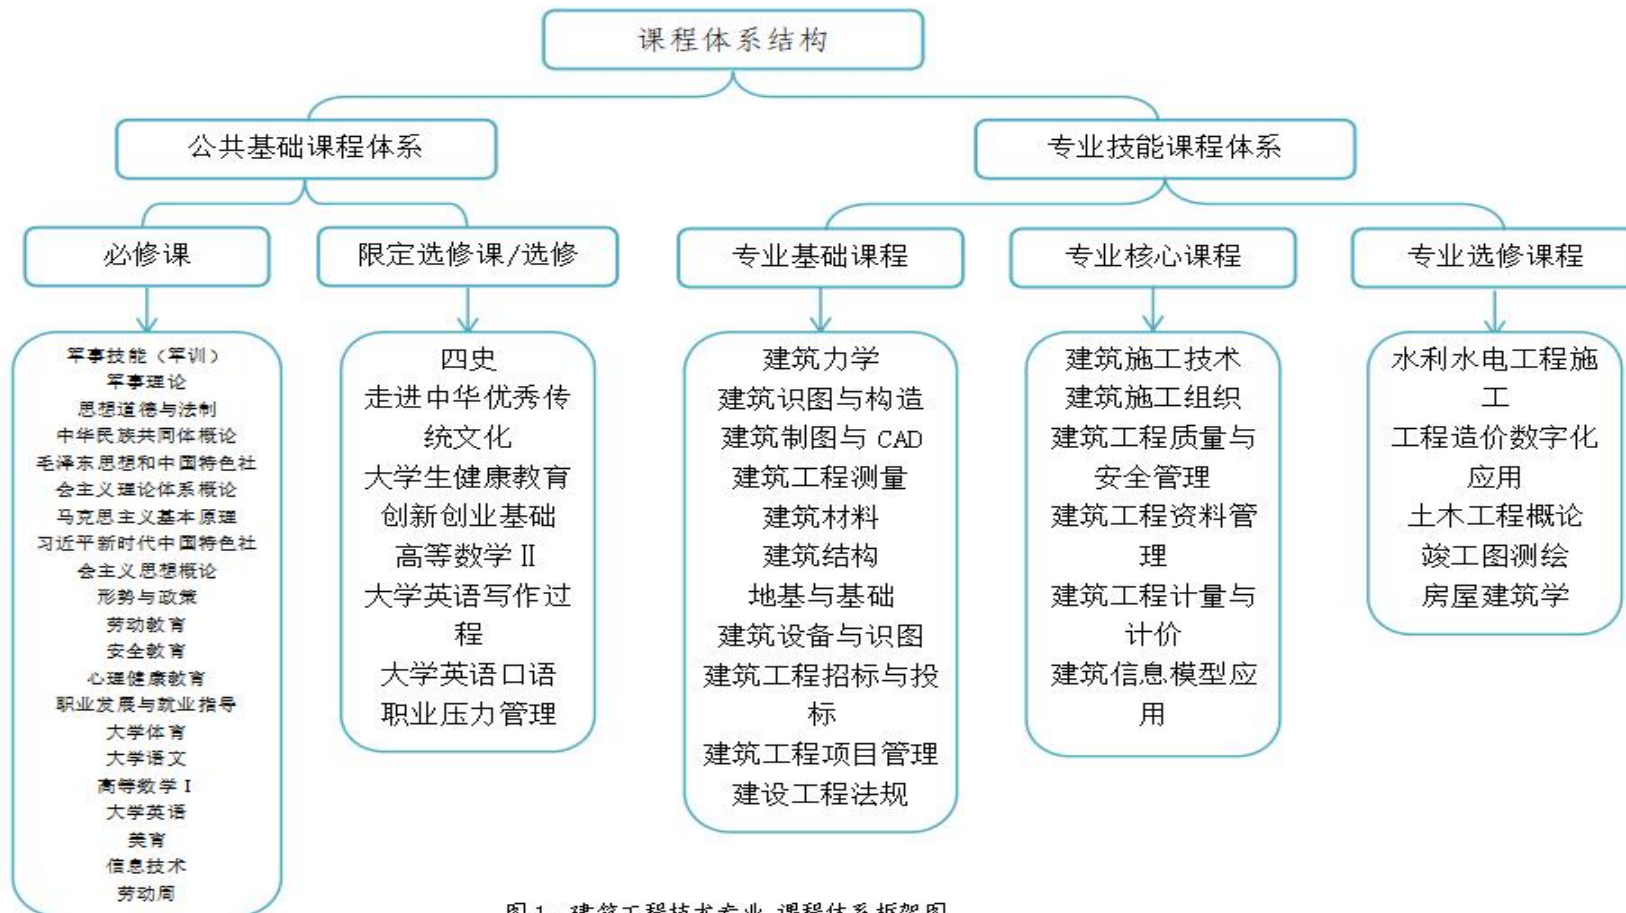 课程体系结构
公共基础课程体系
专业技能课程体系
必修课
限定选修课/选修
专业基础课程
专业核心课程
专业选修课程
军事技能（军训）
军事理论
思想道德与法制
中华民族共同体概论
毛泽东思想和中国特色社
会主义理论体系概论
马克思主义基本原理
习近平新时代中国特色社
会主义思想概论
形势与政策
劳动教育
安全教育
心理健康教育
职业发展与就业指导
大学体育
大学语文
高等数学Ⅰ
大学英语
美育
信息技术
劳动周
四史
走进中华优秀传
统文化
大学生健康教育
创新创业基础
高等数学Ⅱ
大学英语写作过
程
大学英语口语
职业压力管理
建筑力学
建筑识图与构造
建筑制图与 CAD
建筑工程测量
建筑材料
建筑结构
地基与基础
建筑设备与识图
建筑工程招标与投
标
建筑工程项目管理
建设工程法规
建筑施工技术
建筑施工组织
建筑工程质量与
安全管理
建筑工程资料管
理
建筑工程计量与
计价
建筑信息模型应
用
水利水电工程施
工
工程造价数字化
应用
土木工程概论
竣工图测绘
房屋建筑学
图 1 建筑工程技术专业 课程体系框架图